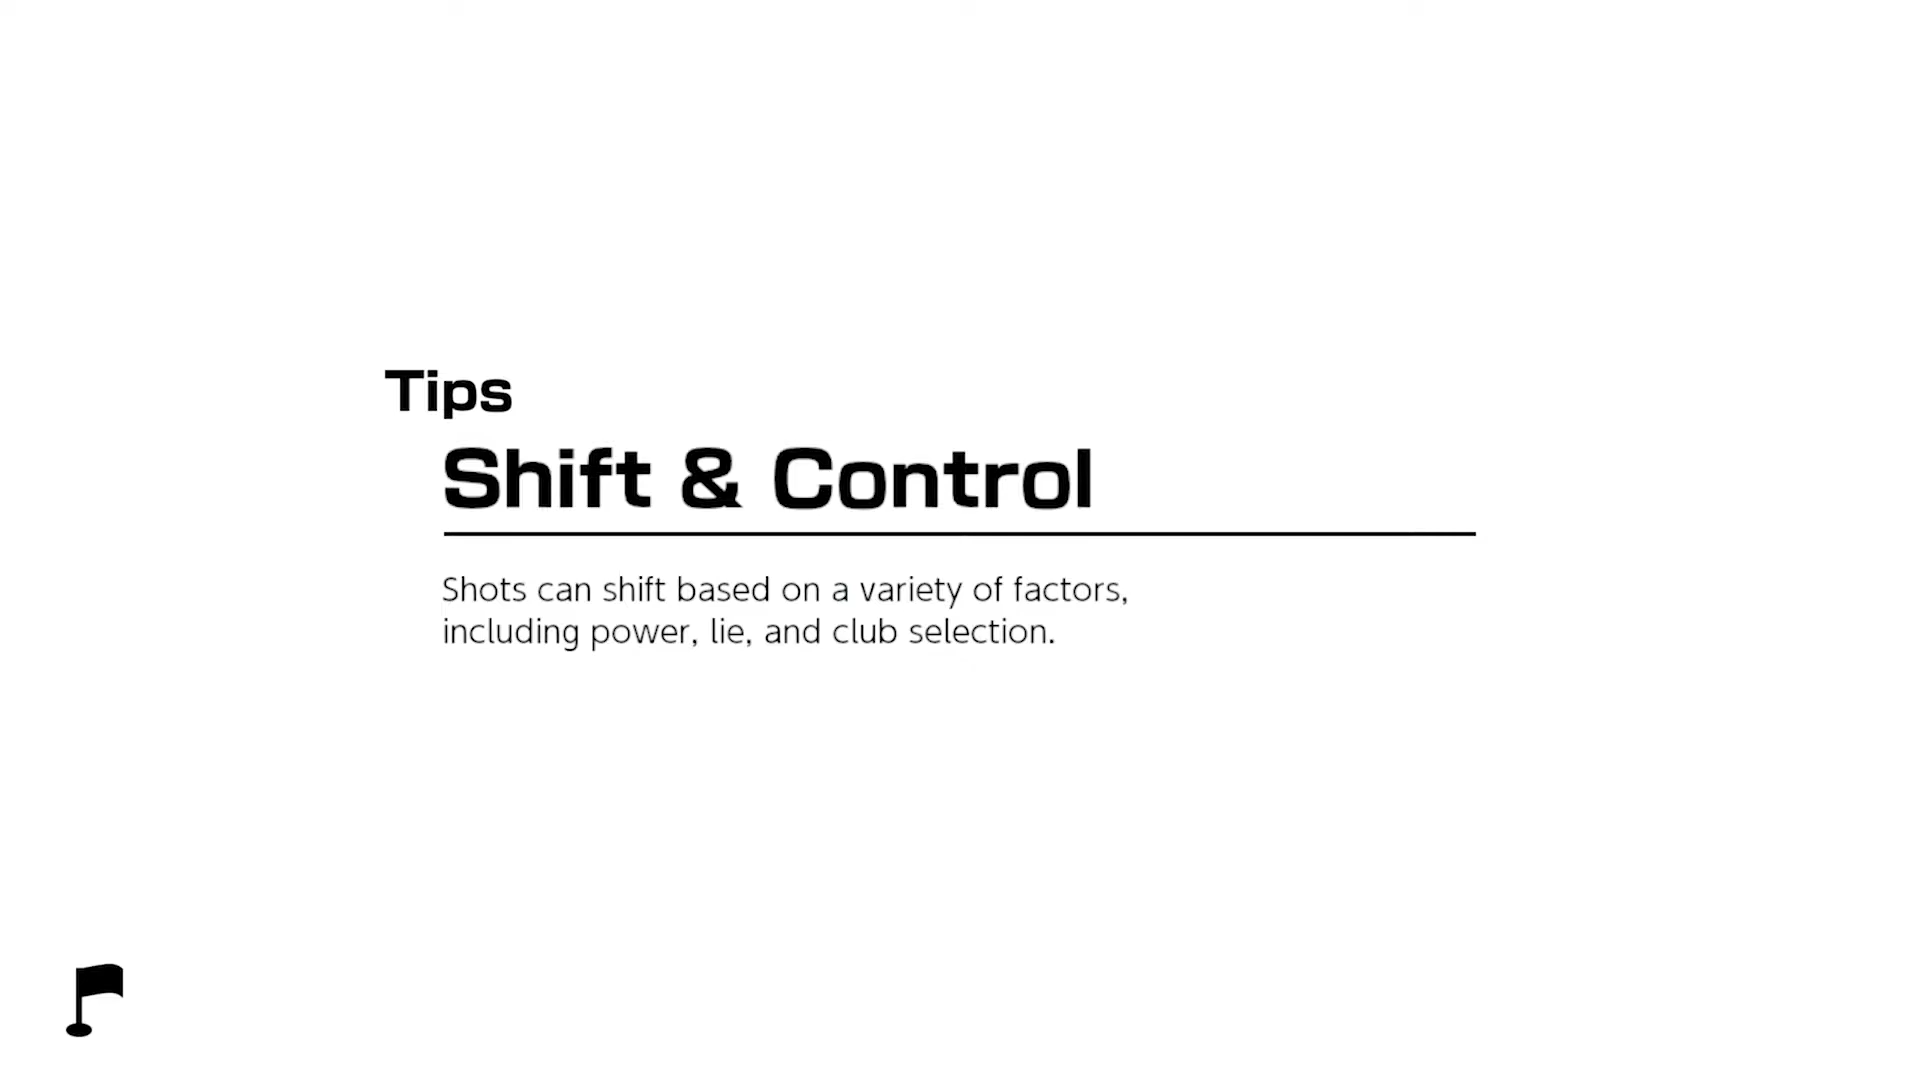 Tips
Shift & Control
Shots can shift based on a variety of factors,
including power, lie, and club selection.